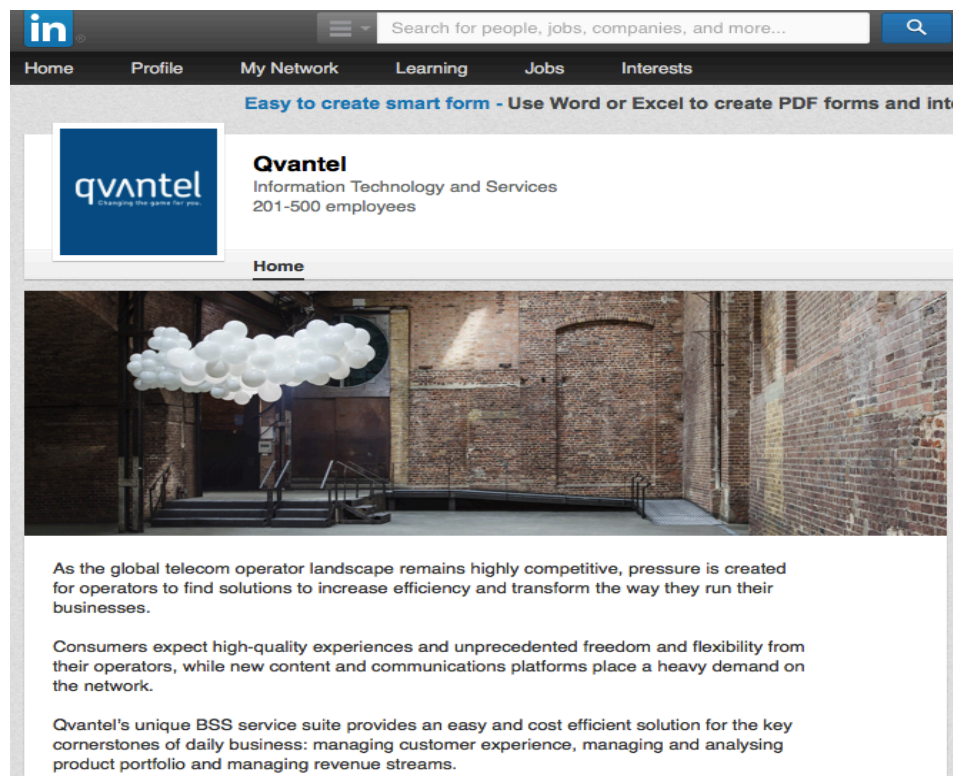 in
Search for people, jobs, companies, and more...
Home Profile My Network Learning Jobs Interests
Easy to create smart form - Use Word or Excel to create PDF forms and
qvantel
Changing the game for you.
Qvantel
Information Technology and Services
201-500 employees
Home
As the global telecom operator landscape remains highly competitive, pressure is created
for operators to find solutions to increase efficiency and transform the way they run their
businesses.
Consumers expect high-quality experiences and unprecedented freedom and flexibility from
their operators, while new content and communications platforms place a heavy demand on
the network.
Qvantel's unique BSS service suite provides an easy and cost efficient solution for the key
cornerstones of daily business: managing customer experience, managing and analysing
product portfolio and managing revenue streams.